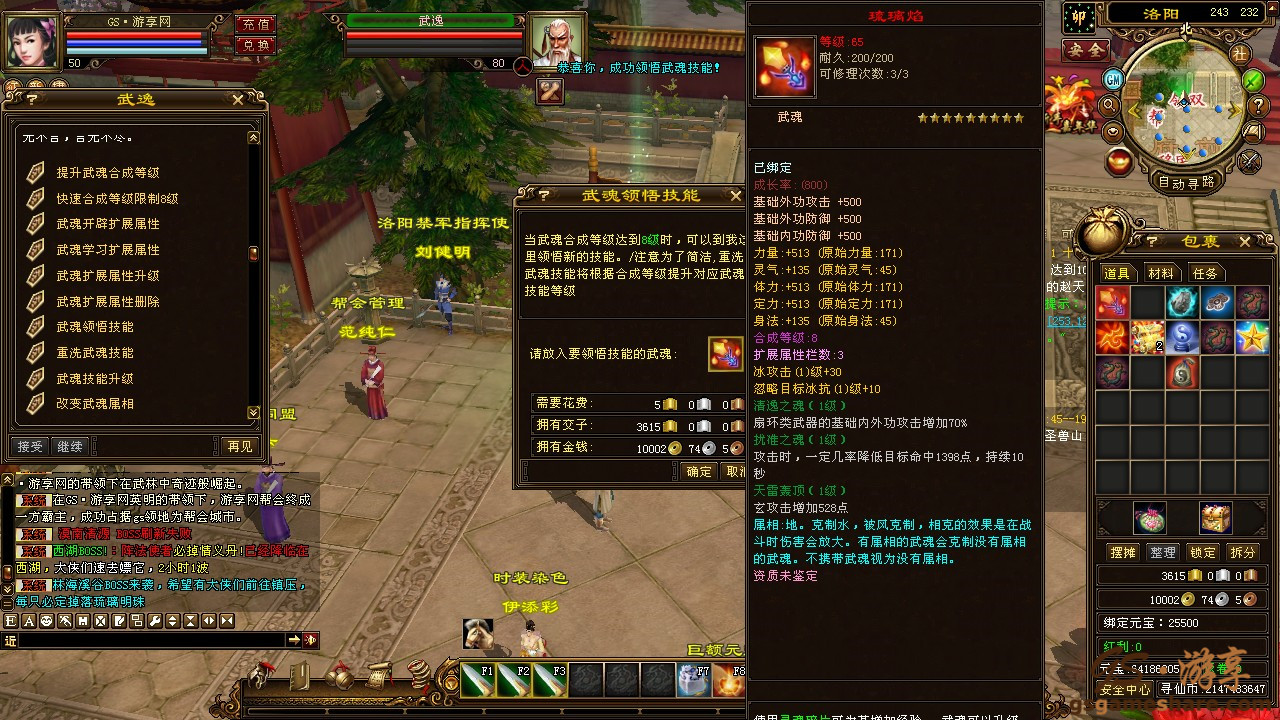 GS·游享网
50
充值
兑换
武逸
80
恭喜你，成功领悟武魂技能！
武逸
提升武魂合成等级
快速合成等级限制8级
武魂开辟扩展属性
武魂学习扩展属性
武魂扩展属性升级
武魂扩展属性删除
武魂领悟技能
重洗武魂技能
武魂技能升级
改变武魂属相
接受
继续
再见
洛阳禁军指挥使
刘健明
帮会管理
范纯仁
时装染色
伊添彩
武魂领悟技能
当武魂合成等级达到8级时，可以到我这
里领悟新的技能。/注意为了简洁,重洗
武魂技能将根据合成等级提升对应武魂
技能等级
请放入要领悟技能的武魂:
需要花费: 5 0 0
拥有交子: 3615 0 0
拥有金钱: 10002 74 5
确定
琉璃焰
等级:65
耐久:200/200
可修理次数:3/3
武魂
已绑定
成长率:(800)
基础外功攻击 +500
基础外功防御 +500
基础内功防御 +500
力量:+513 (原始力量:171)
灵气:+135 (原始灵气:45)
体力:+513 (原始体力:171)
定力:+513 (原始定力:171)
身法:+135 (原始身法:45)
合成等级:8
扩展属性栏数:3
冰攻击(1)级+30
忽略目标冰抗(1)级+10
清逸之魂(1级)
扇环类武器的基础内外功攻击增加70%
扰准之魂(1级)
攻击时，一定几率降低目标命中1398点，持续10
秒
天雷轰顶(1级)
玄攻击增加528点
属相:地。克制水，被风克制，相克的效果是在战
斗时伤害会放大。有属相的武魂会克制没有属相
的武魂。不携带武魂视为没有属相。
资质未鉴定
洛阳 243 232
北
安全
GM
社
自动寻路
包裹
道具
材料
任务
2
摆摊
整理
锁定
拆分
3615 0 0
10002 74 5
绑定元宝:25500
红利:0
安全中心
·游享网的带领下在武林中奇迹般崛起。
在GS·游享网英明的带领下，游享网帮会终成
一方霸主，成功占据gs领地为帮会城市。
滇南清源 BOSS刷新失败
西湖，大侠们速去嫖它，2小时1波
林海溪谷BOSS来袭，希望有大侠们前往镇压，
每只必定掉落琉璃明珠
近
F1
F2
F3
F7
F8